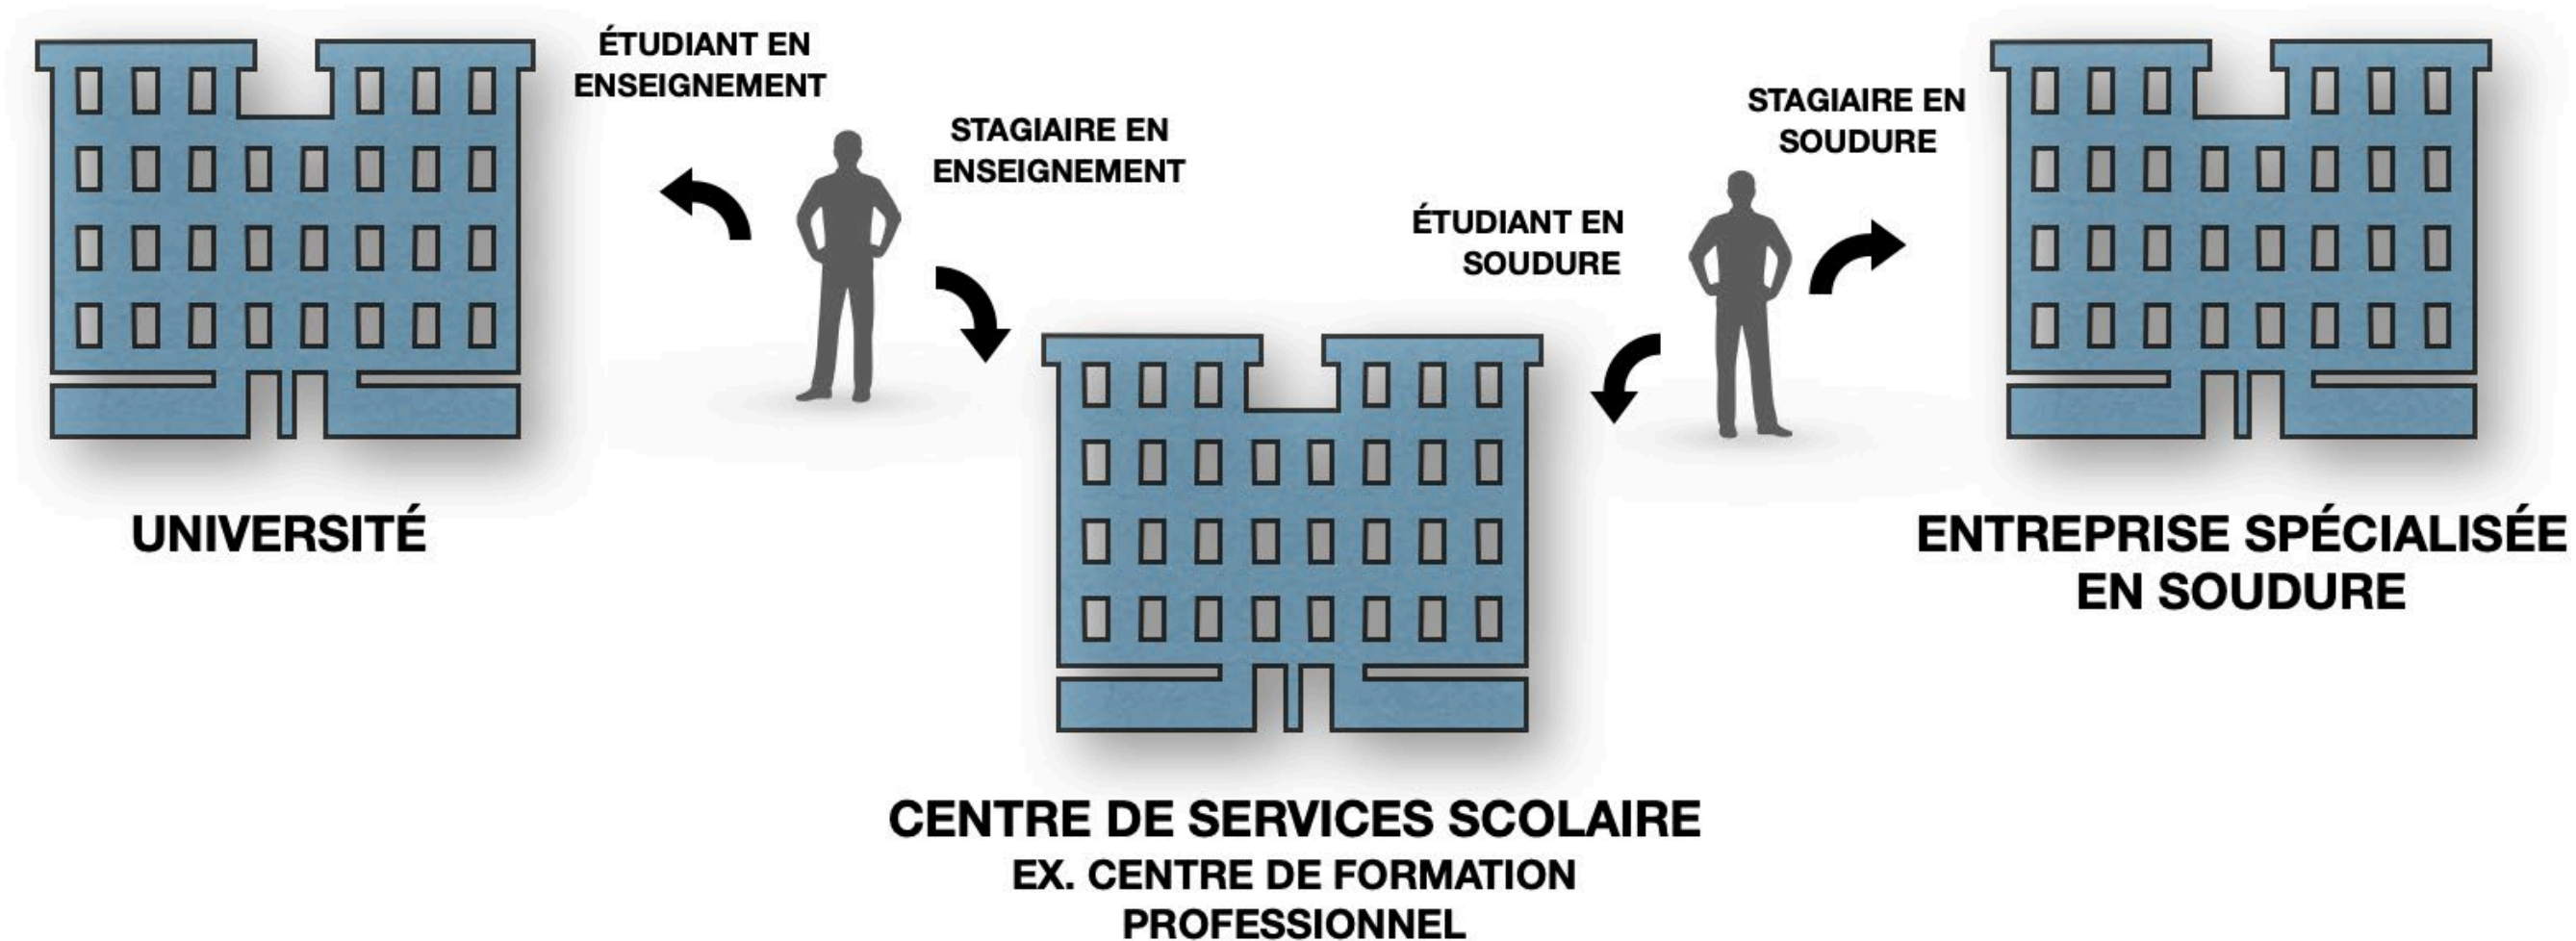 ÉTUDIANT EN
ENSEIGNEMENT
STAGIAIRE EN
ENSEIGNEMENT
ÉTUDIANT EN
SOUDURE
STAGIAIRE EN
SOUDURE
UNIVERSITÉ
ENTREPRISE SPÉCIALISÉE
EN SOUDURE
CENTRE DE SERVICES SCOLAIRE
EX. CENTRE DE FORMATION
PROFESSIONNEL